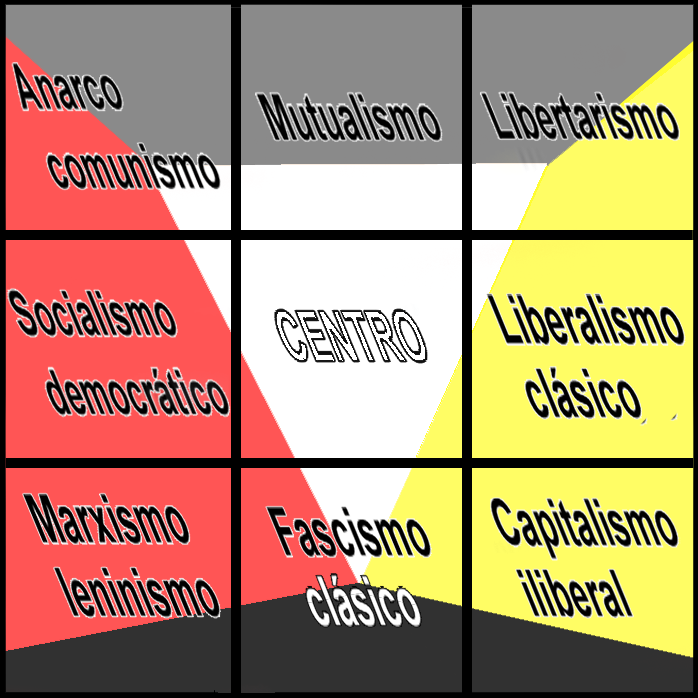 Anarco
comunismo
Mutualismo
Libertarismo
Socialismo
democrático
CENTRO
Liberalismo
clásico
Marxismo
leninismo
Fascismo
clásico
Capitalismo
iliberal